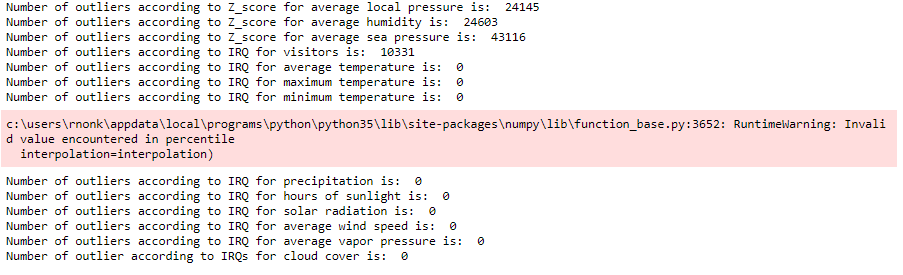 Number of outliers according to Z_score for average local pressure is:  24145
Number of outliers according to Z_score for average humidity is:  24603
Number of outliers according to Z_score for average sea pressure is:  43116
Number of outliers according to IRQ for visitors is:  10331
Number of outliers according to IRQ for average temperature is:  0
Number of outliers according to IRQ for maximum temperature is:  0
Number of outliers according to IRQ for minimum temperature is:  0
c:\users\rnonk\appdata\local\programs\python\python35\lib\site-packages\numpy\lib\function_base.py:3652: RuntimeWarning: Invali
d value encountered in percentile
  interpolation=interpolation)
Number of outliers according to IRQ for precipitation is:  0
Number of outliers according to IRQ for hours of sunlight is:  0
Number of outliers according to IRQ for solar radiation is:  0
Number of outliers according to IRQ for average wind speed is:  0
Number of outliers according to IRQ for average vapor pressure is:  0
Number of outlier according to IRQs for cloud cover is:  0